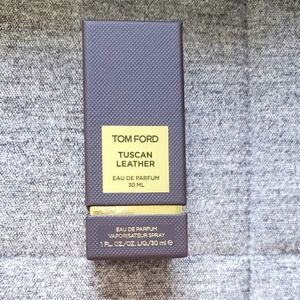 TOM FORD
TUSCAN
LEATHER
EAU DE PARFUM
30 ML
EAU DE PARFUM
VAPORISATEUR SPRAY
1 FL. OZ./OZ. LIQ./30 ml ℮